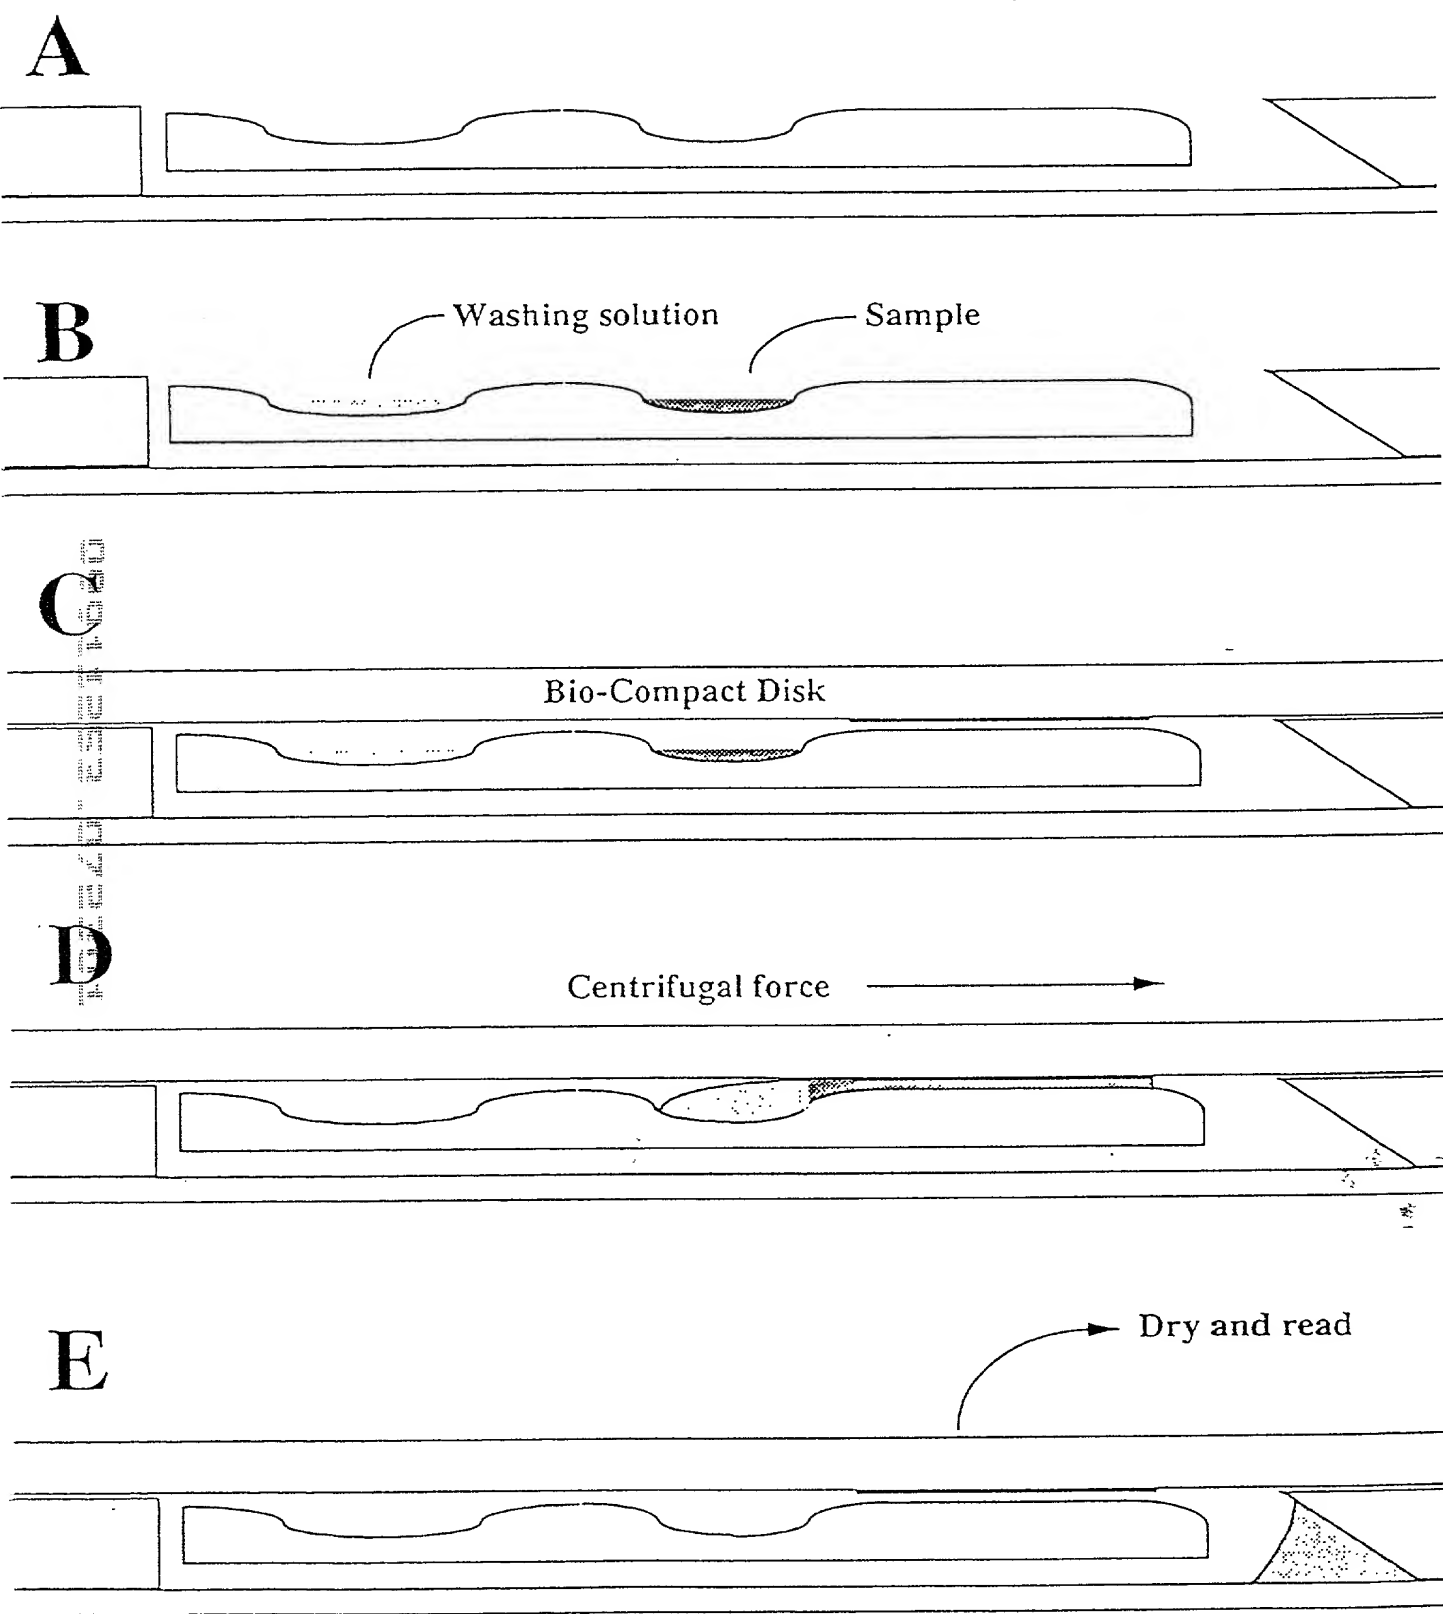 A
B
Washing solution
Sample
C
Bio-Compact Disk
D
Centrifugal force
E
Dry and read